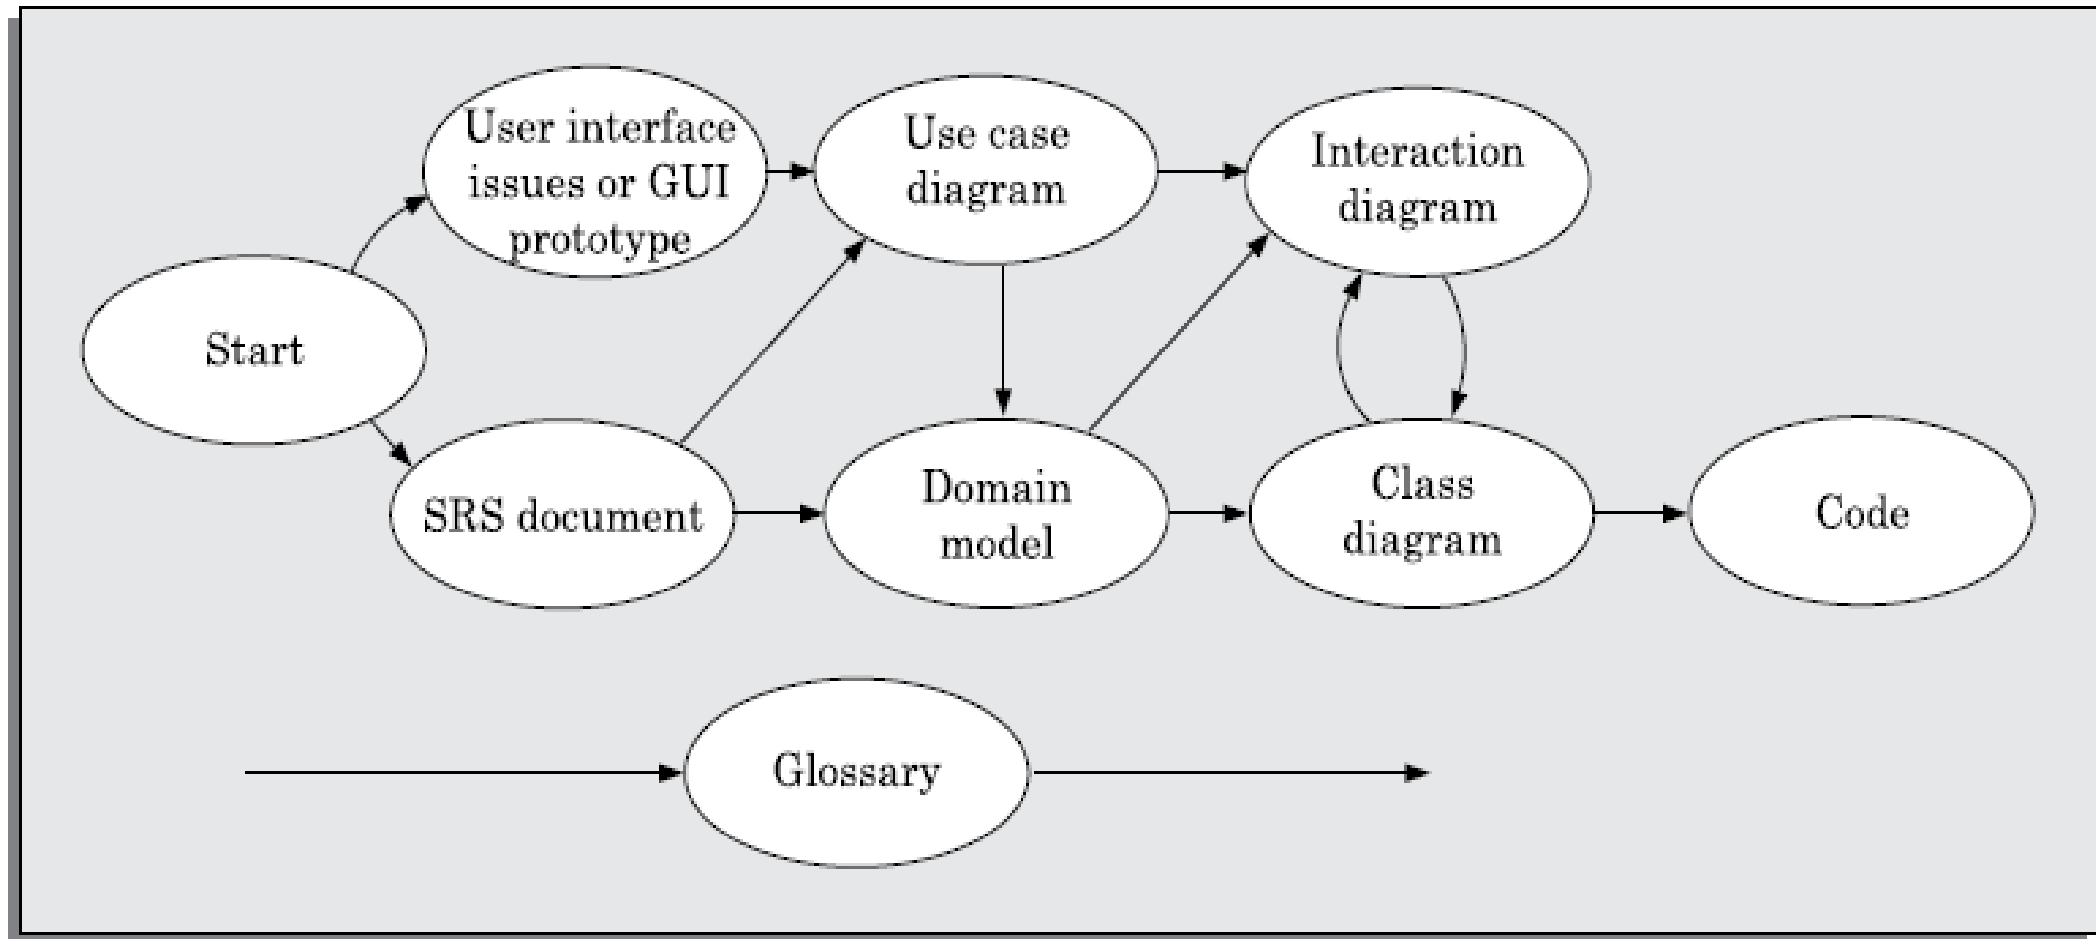 User interface
issues or GUI
prototype
Use case
diagram
Interaction
diagram
Start
SRS document
Domain
model
Class
diagram
Code
Glossary